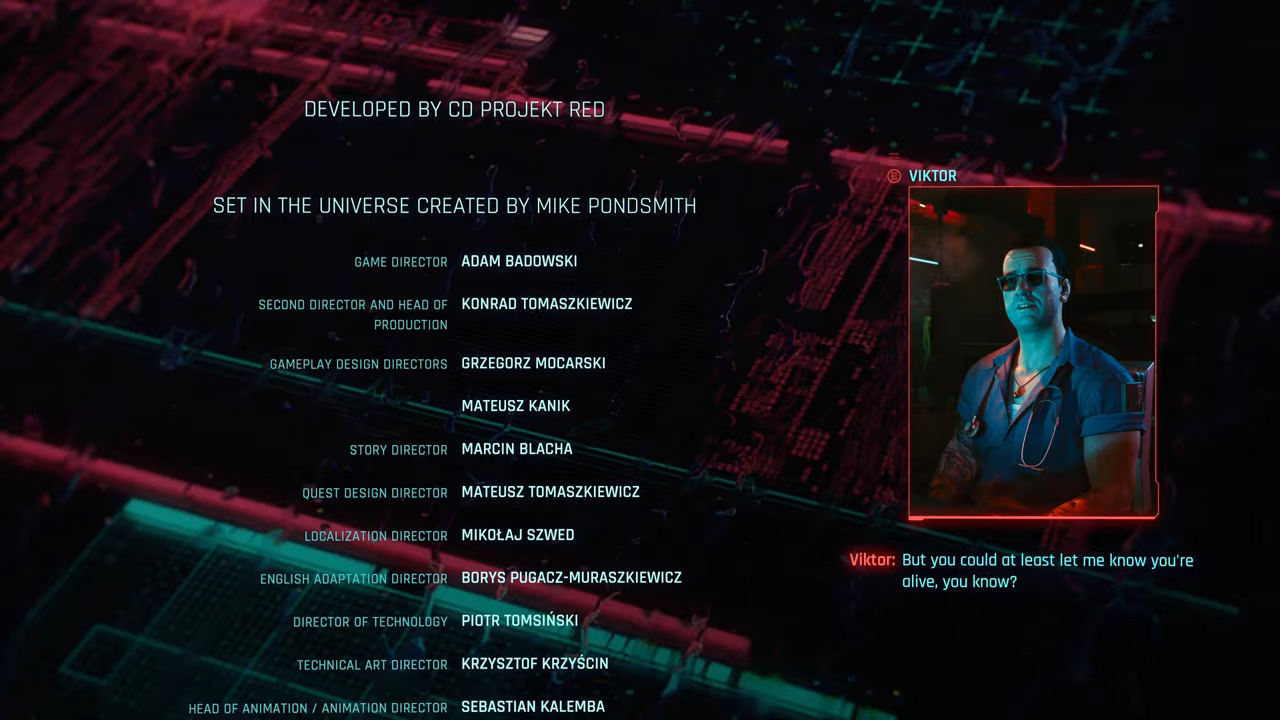 DEVELOPED BY CD PROJEKT RED
SET IN THE UNIVERSE CREATED BY MIKE PONDSMITH
GAME DIRECTOR ADAM BADOWSKI
SECOND DIRECTOR AND HEAD OF PRODUCTION KONRAD TOMASZKIEWICZ
GAMEPLAY DESIGN DIRECTORS GRZEGORZ MOCARSKI
MATEUSZ KANIK
STORY DIRECTOR MARCIN BLACHA
QUEST DESIGN DIRECTOR MATEUSZ TOMASZKIEWICZ
LOCALIZATION DIRECTOR MIKOŁAJ SZWED
ENGLISH ADAPTATION DIRECTOR BORYS PUGACZ-MURASZKIEWICZ
DIRECTOR OF TECHNOLOGY PIOTR TOMSIŃSKI
TECHNICAL ART DIRECTOR KRZYSZTOF KRZYŚCIN
HEAD OF ANIMATION / ANIMATION DIRECTOR SEBASTIAN KALEMBA
VIKTOR
Viktor: But you could at least let me know you're
alive, you know?